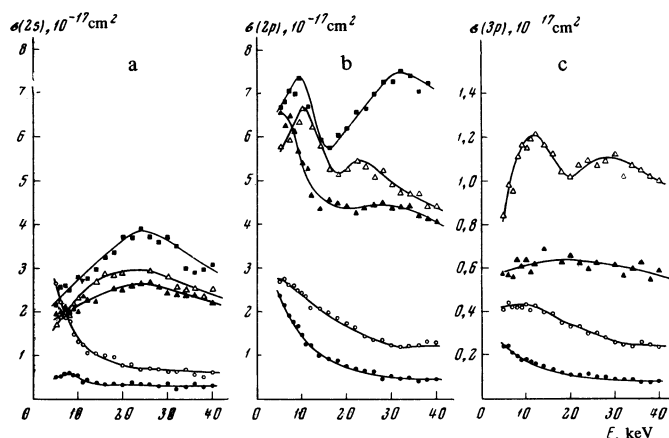 ϭ(2s), 10⁻¹⁷cm² ϭ(2p), 10⁻¹⁷cm² ϭ(3p), 10 ¹⁷cm²
a b c
8 8
7 7 1,4
6 6 1,2
5 5 1,0
4 4 0,8
3 3 0,6
2 2 0,4
1 1 0,2
0 10 20 30 40 0 10 20 30 40 0 10 20 30 40
E, keV